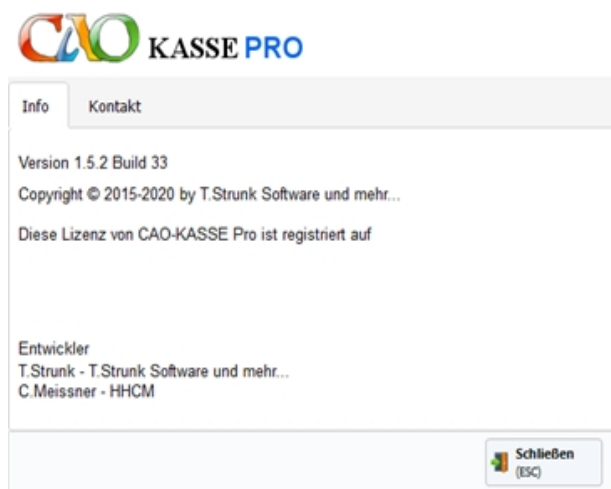 CAO KASSE PRO
Info Kontakt
Version 1.5.2 Build 33
Copyright © 2015-2020 by T.Strunk Software und mehr...
Diese Lizenz von CAO-KASSE Pro ist registriert auf
Entwickler
T.Strunk - T.Strunk Software und mehr...
C.Meissner - HHCM
Schließen
(ESC)